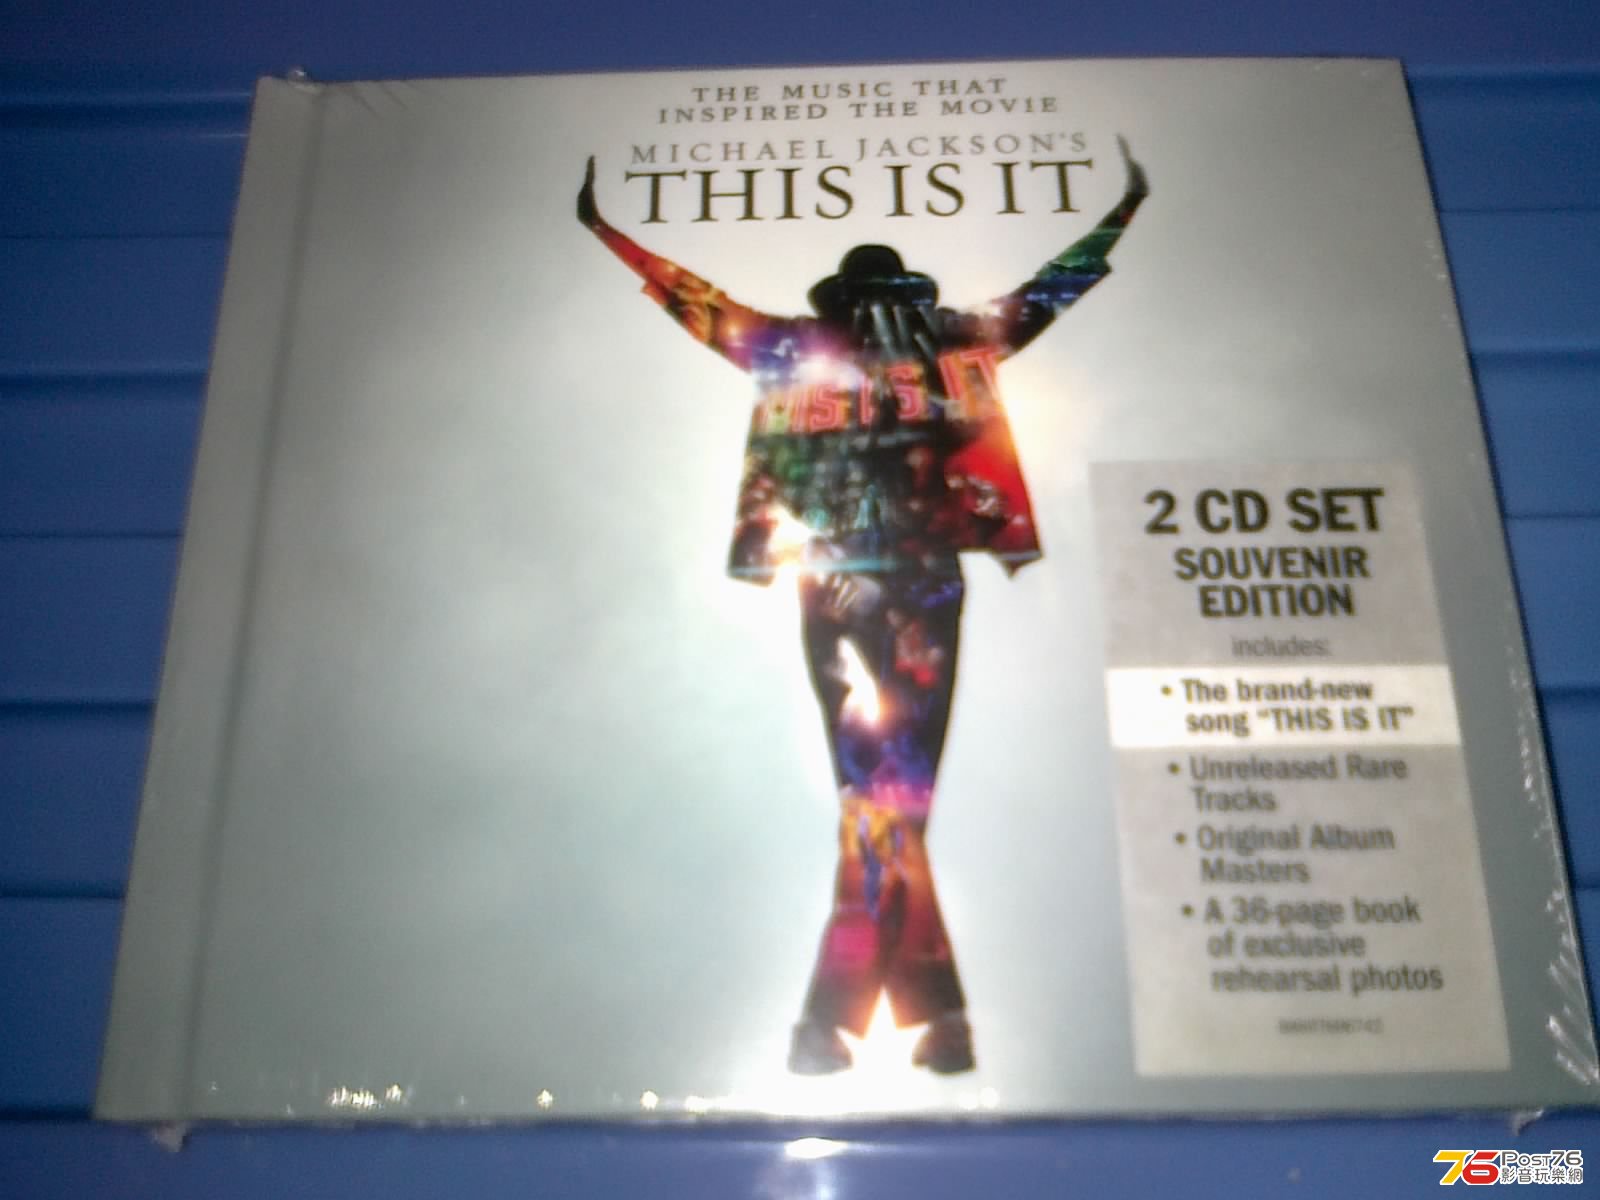 THE MUSIC THAT
INSPIRED THE MOVIE
MICHAEL JACKSON'S
THIS IS IT
THIS IS IT
2 CD SET
SOUVENIR
EDITION
includes:
• The brand-new
song "THIS IS IT"
• Unreleased Rare
Tracks
• Original Album
Masters
• A 36-page book
of exclusive
rehearsal photos
76 Post76
影音玩樂網